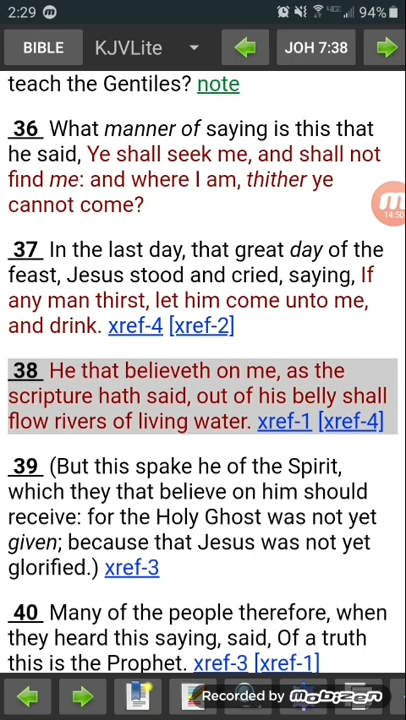 2:29 94%
BIBLE KJVLite JOH 7:38
teach the Gentiles? note
36 What manner of saying is this that
he said, Ye shall seek me, and shall not
find me: and where I am, thither ye
cannot come?
14:50
37 In the last day, that great day of the
feast, Jesus stood and cried, saying, If
any man thirst, let him come unto me,
and drink. xref-4 [xref-2]
38 He that believeth on me, as the
scripture hath said, out of his belly shall
flow rivers of living water. xref-1 [xref-4]
39 (But this spake he of the Spirit,
which they that believe on him should
receive: for the Holy Ghost was not yet
given; because that Jesus was not yet
glorified.) xref-3
40 Many of the people therefore, when
they heard this saying, said, Of a truth
this is the Prophet. xref-3 [xref-1]
Recorded by mobizen